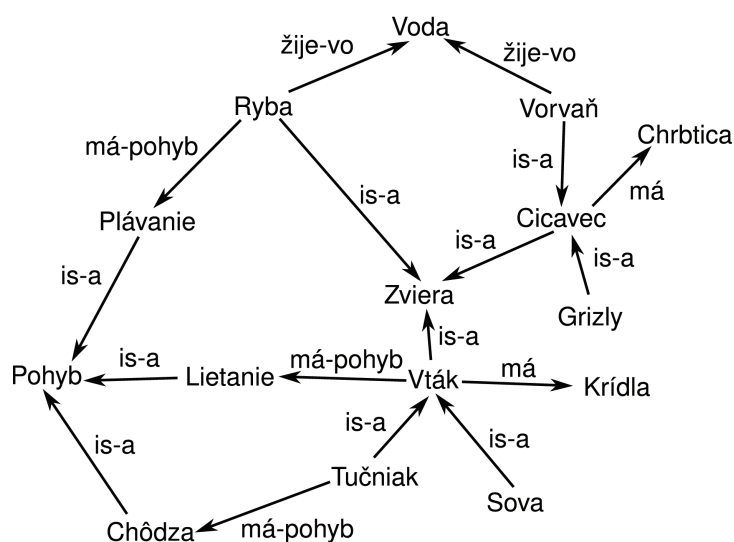 Voda
žije-vo
žije-vo
Ryba
Vorvaň
Chrbtica
má-pohyb
is-a
má
is-a
Plávanie
Cicavec
is-a
is-a
is-a
Zviera
Grizly
is-a
Pohyb
is-a
Lietanie
má-pohyb
Vták
má
Krídla
is-a
is-a
is-a
Tučniak
Sova
Chôdza
má-pohyb